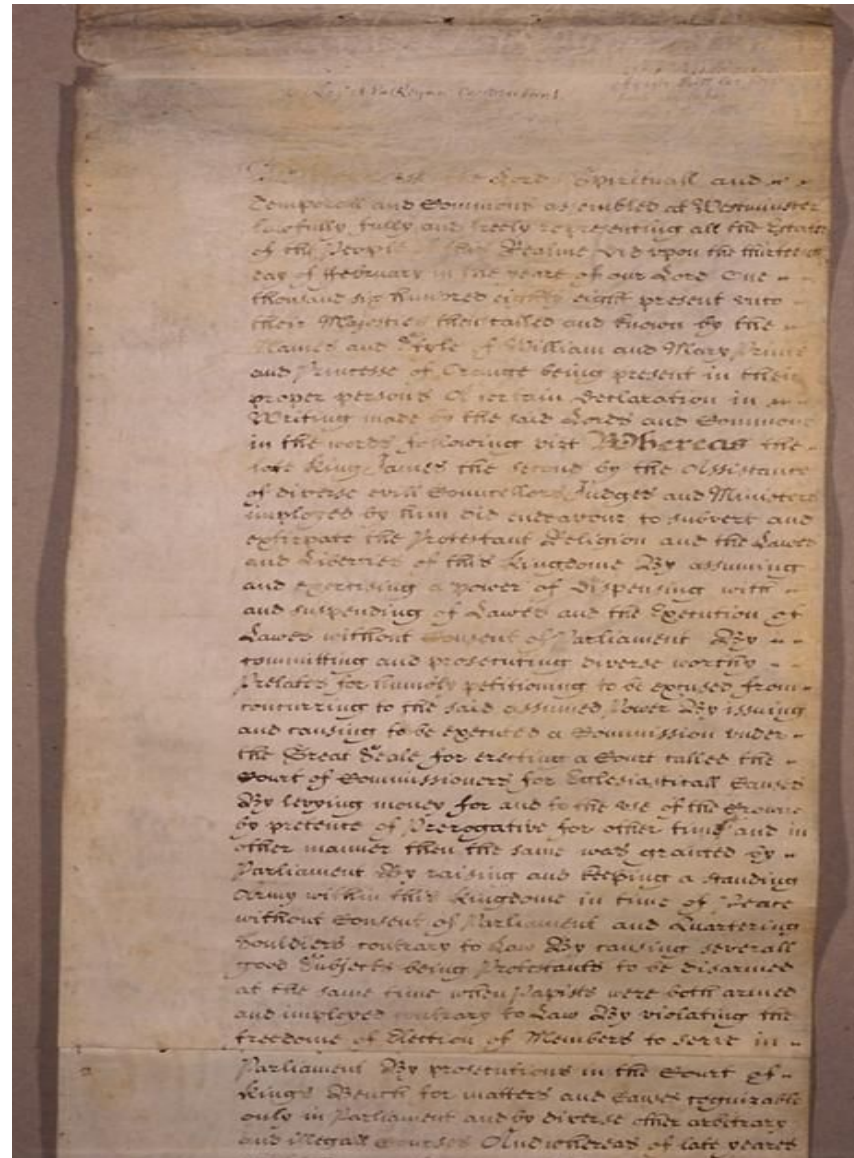 Whereas the Lords Spirituall and
Temporall and Comons assembled at Westminster
lawfully fully and freely representing all the Estates
of the People of this Realme did upon the thirteenth
day of February in the yeare of our Lord One
thousand six hundred eighty eight present unto
their Majesties then called and known by the
Names and Style of William and Mary Prince
and Princesse of Orange being present in their
proper persons A certain Declaration in
Writing made by the said Lords and Comons
in the words following vizt Whereas the
late King James the Second by the Assistance
of diverse evill Councellors Judges and Ministers
imployed by him did endeavour to subvert and
extirpate the Protestant Religion and the Lawes
and Liberties of this Kingdome By assuming
and exercising a power of dispensing with
and suspending of Lawes and the Execution of
Lawes without Consent of Parliament By
committing and prosecuting diverse worthy
Prelates for humbly petitioning to be excused from
concurring to the said assumed Power By issuing
and causing to be executed a Commission under
the Great Seale for erecting a Court called the
Court of Commissioners for Ecclesiasticall Causes
By levying money for and to the use of the Crowne
by pretence of Prerogative for other time and in
other manner then the same was granted by
Parliament By raising and keeping a standing
Army within this Kingdome in time of Peace
without Consent of Parliament and Quartering
Souldiers contrary to Law By causing severall
good Subjects being Protestants to be disarmed
at the same time when Papists were both armed
and imployed contrary to Law By violating the
freedome of Election of Members to serve in
Parliament By prosecutions in the Court of
Kings Bench for matters and Causes cognizable
only in Parliament and by diverse other arbitrary
and illegall Courses And whereas of late yeares